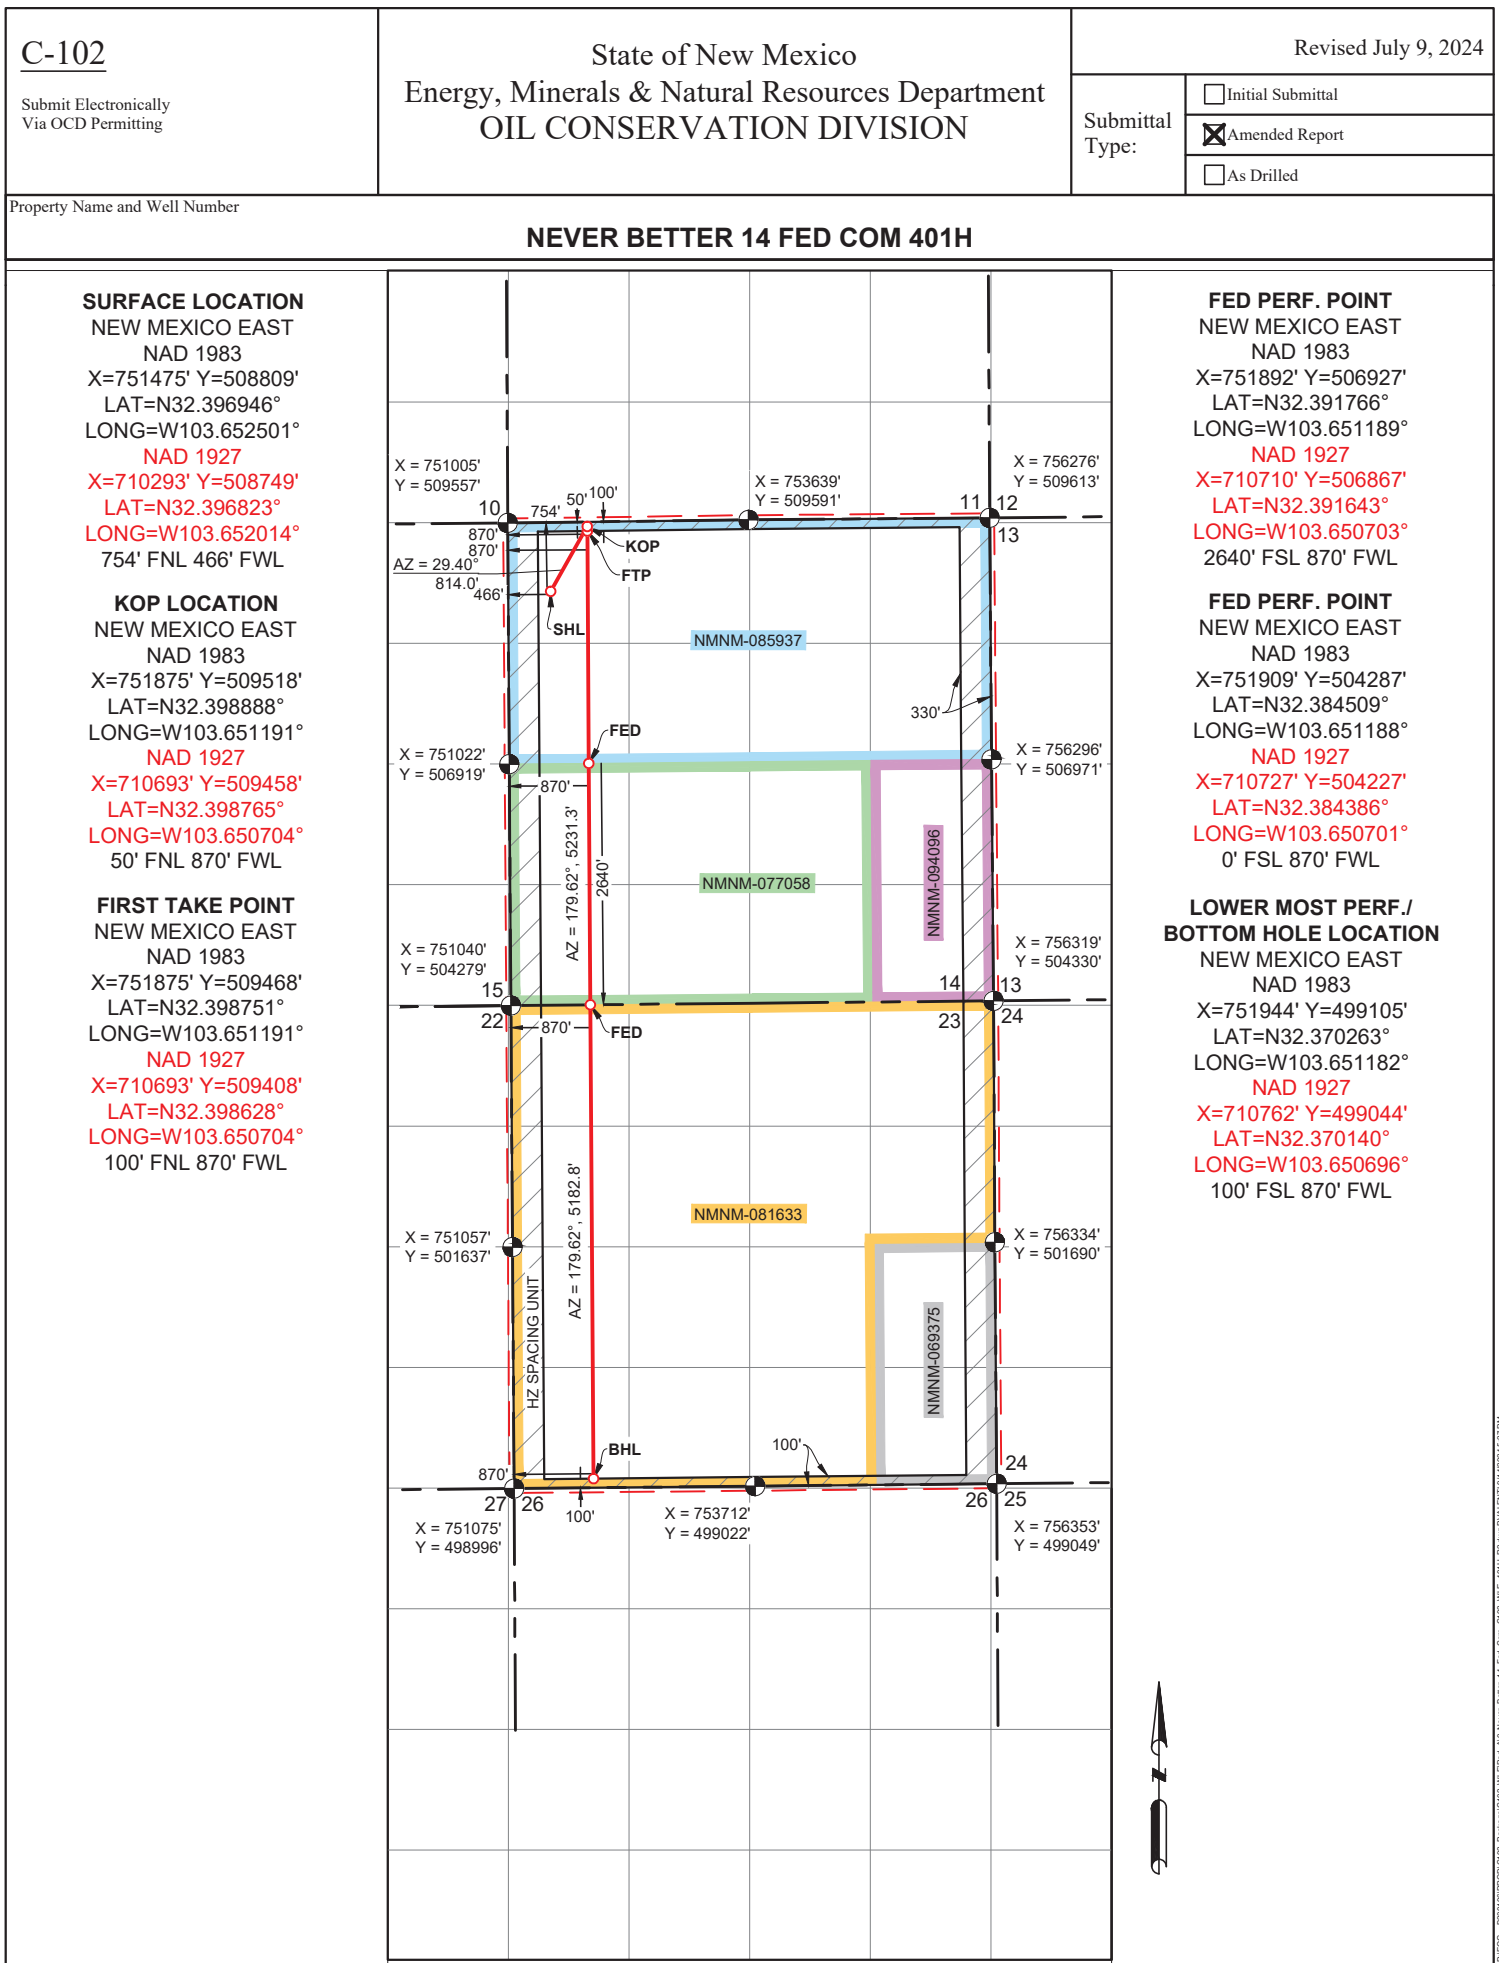 C-102
Submit Electronically
Via OCD Permitting
State of New Mexico
Energy, Minerals & Natural Resources Department
OIL CONSERVATION DIVISION
Revised July 9, 2024
Submittal
Type:
Initial Submittal
Amended Report
As Drilled
Property Name and Well Number
NEVER BETTER 14 FED COM 401H
SURFACE LOCATION
NEW MEXICO EAST
NAD 1983
X=751475' Y=508809'
LAT=N32.396946°
LONG=W103.652501°
NAD 1927
X=710293' Y=508749'
LAT=N32.396823°
LONG=W103.652014°
754' FNL 466' FWL
KOP LOCATION
NEW MEXICO EAST
NAD 1983
X=751875' Y=509518'
LAT=N32.398888°
LONG=W103.651191°
NAD 1927
X=710693' Y=509458'
LAT=N32.398765°
LONG=W103.650704°
50' FNL 870' FWL
FIRST TAKE POINT
NEW MEXICO EAST
NAD 1983
X=751875' Y=509468'
LAT=N32.398751°
LONG=W103.651191°
NAD 1927
X=710693' Y=509408'
LAT=N32.398628°
LONG=W103.650704°
100' FNL 870' FWL
X = 751005'
Y = 509557'
X = 753639'
Y = 509591'
X = 756276'
Y = 509613'
10
11
12
13
754'
50'
100'
870'
870'
KOP
AZ = 29.40°
814.0'
FTP
466'
SHL
NMNM-085937
330'
FED
X = 751022'
Y = 506919'
X = 756296'
Y = 506971'
870'
AZ = 179.62°, 5231.3'
2640'
NMNM-077058
NMNM-094096
X = 751040'
Y = 504279'
X = 756319'
Y = 504330'
15
14
13
22
870'
FED
23
24
AZ = 179.62°, 5182.8'
NMNM-081633
X = 751057'
Y = 501637'
X = 756334'
Y = 501690'
HZ SPACING UNIT
NMNM-069375
BHL
100'
870'
24
27
26
100'
26
25
X = 751075'
Y = 498996'
X = 753712'
Y = 499022'
X = 756353'
Y = 499049'
N
FED PERF. POINT
NEW MEXICO EAST
NAD 1983
X=751892' Y=506927'
LAT=N32.391766°
LONG=W103.651189°
NAD 1927
X=710710' Y=506867'
LAT=N32.391643°
LONG=W103.650703°
2640' FSL 870' FWL
FED PERF. POINT
NEW MEXICO EAST
NAD 1983
X=751909' Y=504287'
LAT=N32.384509°
LONG=W103.651188°
NAD 1927
X=710727' Y=504227'
LAT=N32.384386°
LONG=W103.650701°
0' FSL 870' FWL
LOWER MOST PERF./
BOTTOM HOLE LOCATION
NEW MEXICO EAST
NAD 1983
X=751944' Y=499105'
LAT=N32.370263°
LONG=W103.651182°
NAD 1927
X=710762' Y=499044'
LAT=N32.370140°
LONG=W103.650696°
100' FSL 870' FWL